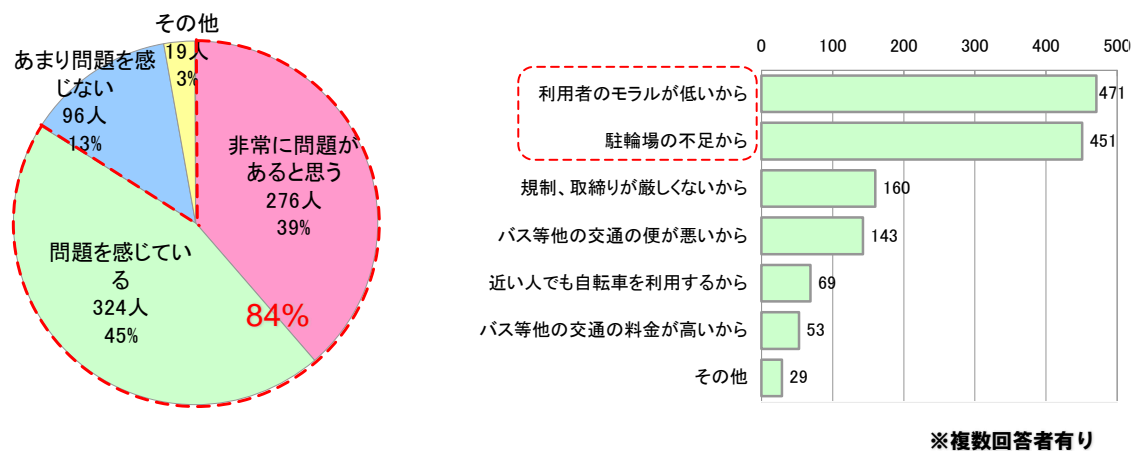 その他
19人
3%
あまり問題を感
じない
96人
13%
非常に問題が
あると思う
276人
39%
問題を感じてい
る
324人
45%
84%
0 100 200 300 400 500
利用者のモラルが低いから 471
駐輪場の不足から 451
規制、取締りが厳しくないから 160
バス等他の交通の便が悪いから 143
近い人でも自転車を利用するから 69
バス等他の交通の料金が高いから 53
その他 29
※複数回答者有り